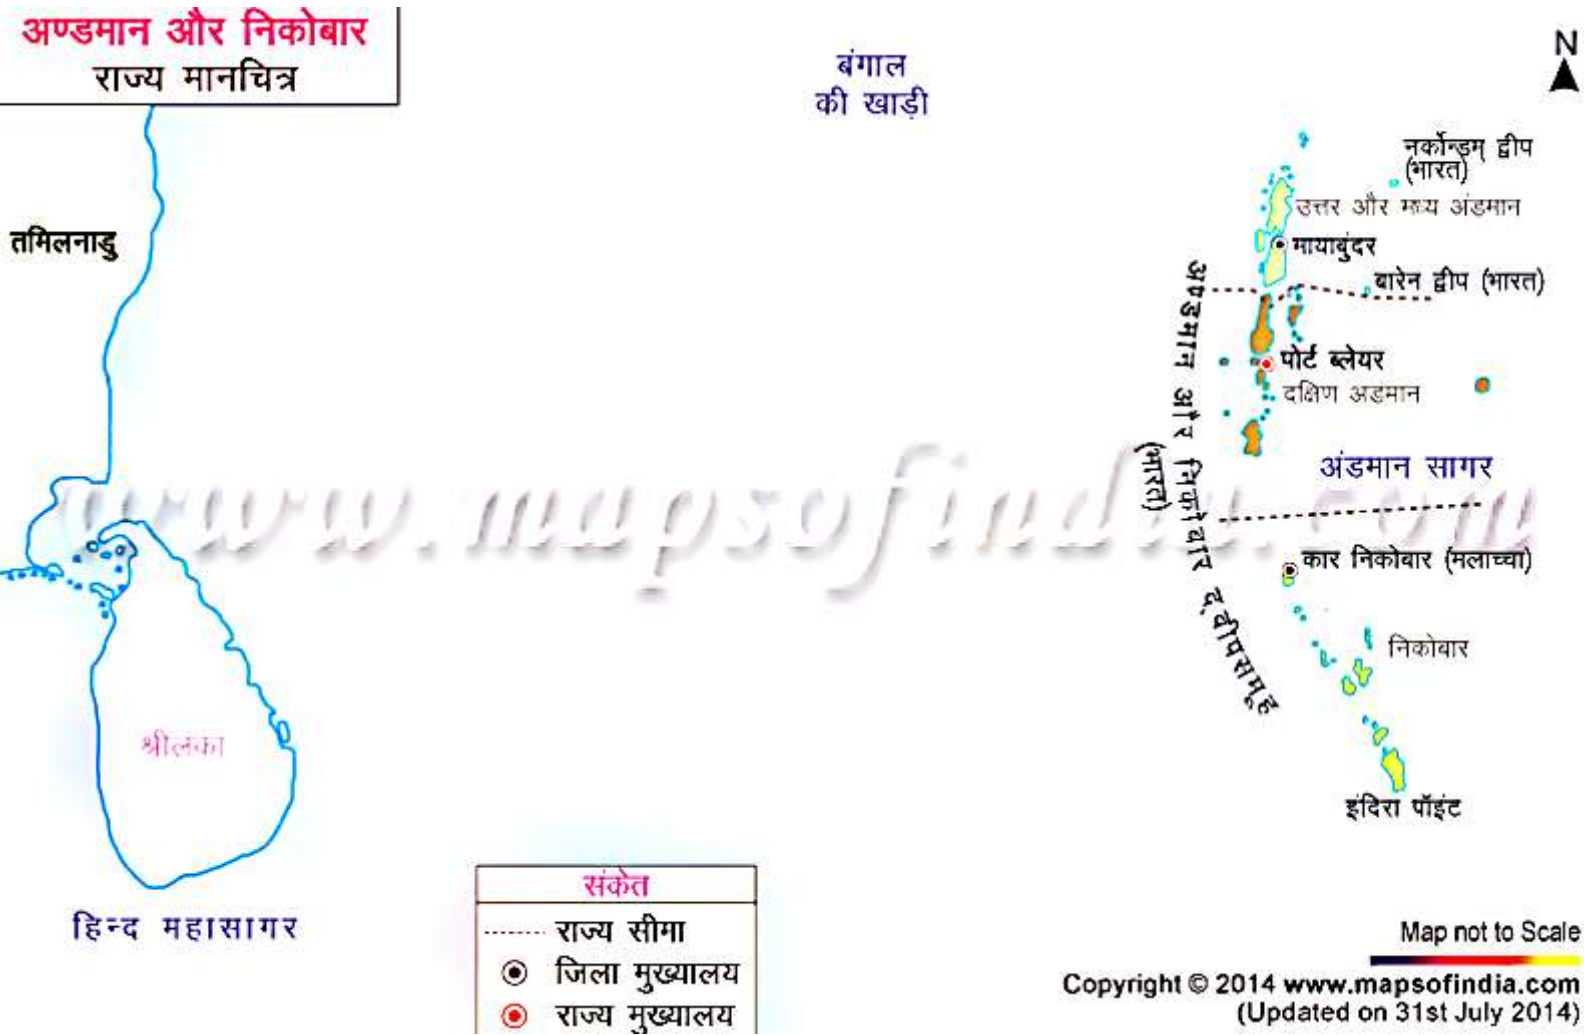 अण्डमान और निकोबार
राज्य मानचित्र
बंगाल
की खाड़ी
N
नर्कोन्डम् द्वीप
(भारत)
उत्तर और मध्य अंडमान
तमिलनाडु
मायाबुंदर
बारेन द्वीप (भारत)
पोर्ट ब्लेयर
दक्षिण अडमान
अण्डमान और निकोबार द्वीपसमूह
(भारत)
अंडमान सागर
www.mapsofindia.com
कार निकोबार (मलाच्चा)
निकोबार
श्रीलंका
इंदिरा पॉइंट
हिन्द महासागर
संकेत
राज्य सीमा
जिला मुख्यालय
राज्य मुख्यालय
Map not to Scale
Copyright © 2014 www.mapsofindia.com
(Updated on 31st July 2014)